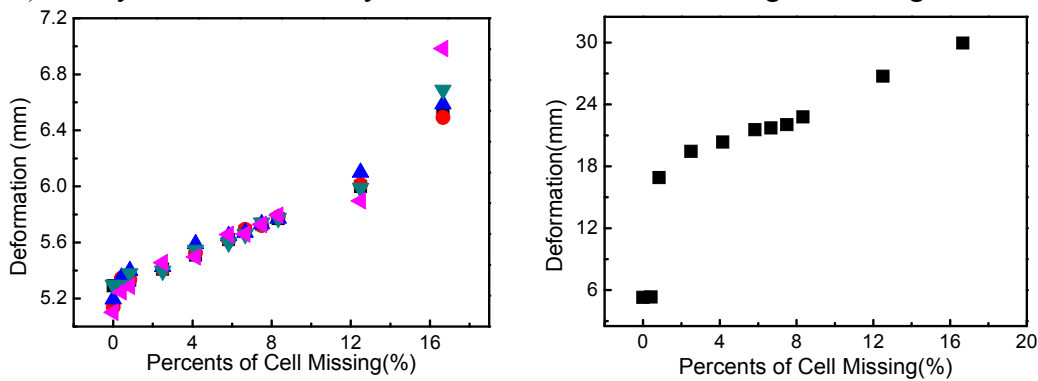 7.2
6.8
6.4
6.0
5.6
5.2
0 4 8 12 16
Deformation (mm)
Percents of Cell Missing(%)
30
24
18
12
6
0 4 8 12 16 20
Deformation(mm)
Percents of Cell Missing(%)